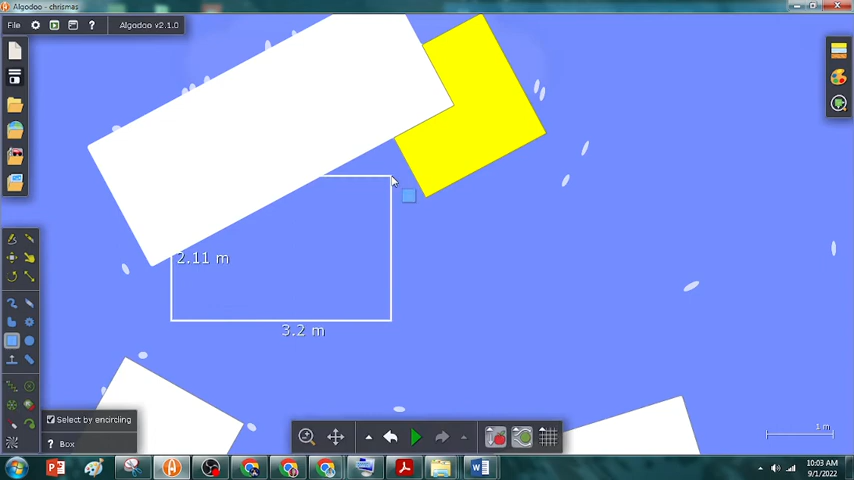 Algodoo - chrismas
File
?
Algodoo v2.1.0
2.11 m
3.2 m
Select by encircling
? Box
1 m
10:03 AM
9/1/2022